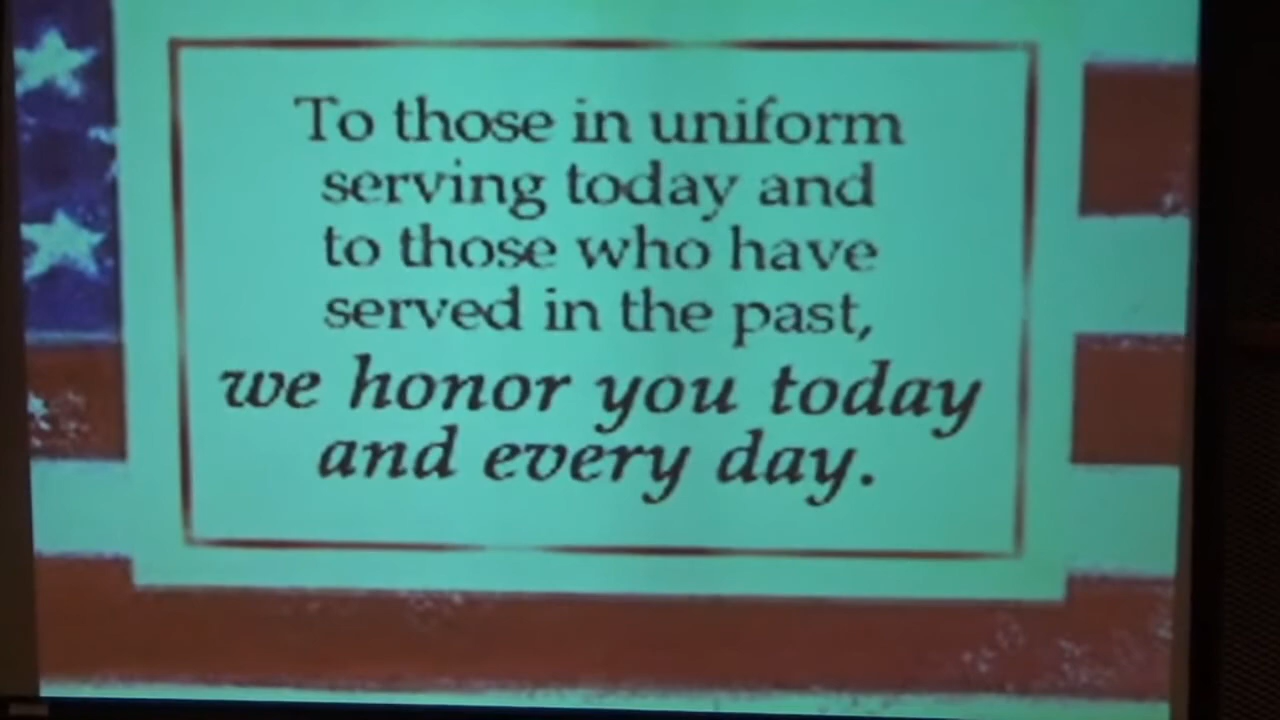 To those in uniform
serving today and
to those who have
served in the past,
we honor you today
and every day.